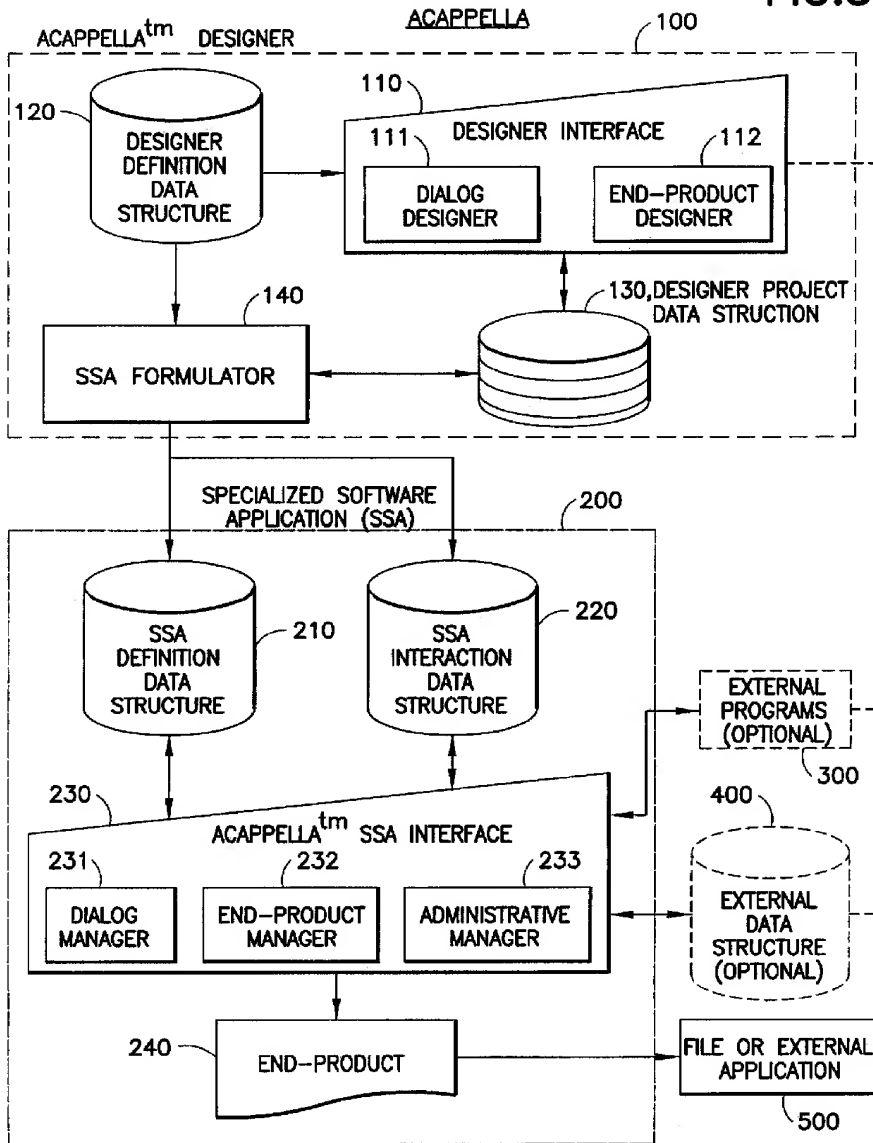 ACAPPELLA
ACAPPELLA™ DESIGNER
100
120
DESIGNER
DEFINITION
DATA
STRUCTURE
110
DESIGNER INTERFACE
111
112
DIALOG
DESIGNER
END-PRODUCT
DESIGNER
140
SSA FORMULATOR
130, DESIGNER PROJECT
DATA STRUCTION
SPECIALIZED SOFTWARE
APPLICATION (SSA)
200
SSA
DEFINITION
DATA
STRUCTURE
210
SSA
INTERACTION
DATA
STRUCTURE
220
EXTERNAL
PROGRAMS
(OPTIONAL)
300
230
ACAPPELLA™ SSA INTERFACE
231
232
233
DIALOG
MANAGER
END-PRODUCT
MANAGER
ADMINISTRATIVE
MANAGER
400
EXTERNAL
DATA
STRUCTURE
(OPTIONAL)
240
END-PRODUCT
FILE OR EXTERNAL
APPLICATION
500